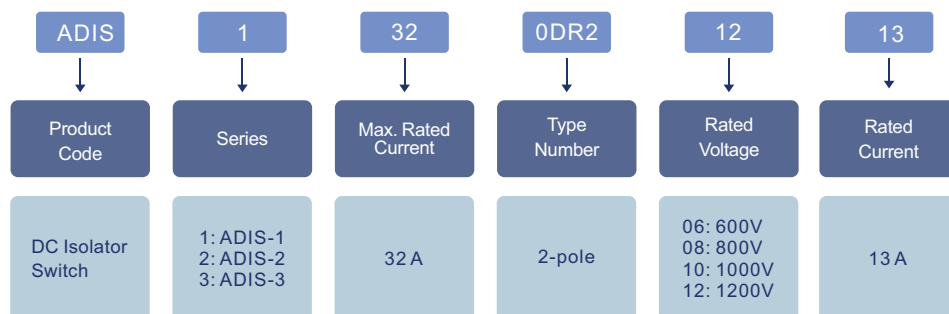 ADIS 1 32 0DR2 12 13
Product
Code
Series
Max. Rated
Current
Type
Number
Rated
Voltage
Rated
Current
DC Isolator
Switch
1: ADIS-1
2: ADIS-2
3: ADIS-3
32 A
2-pole
06: 600V
08: 800V
10: 1000V
12: 1200V
13 A